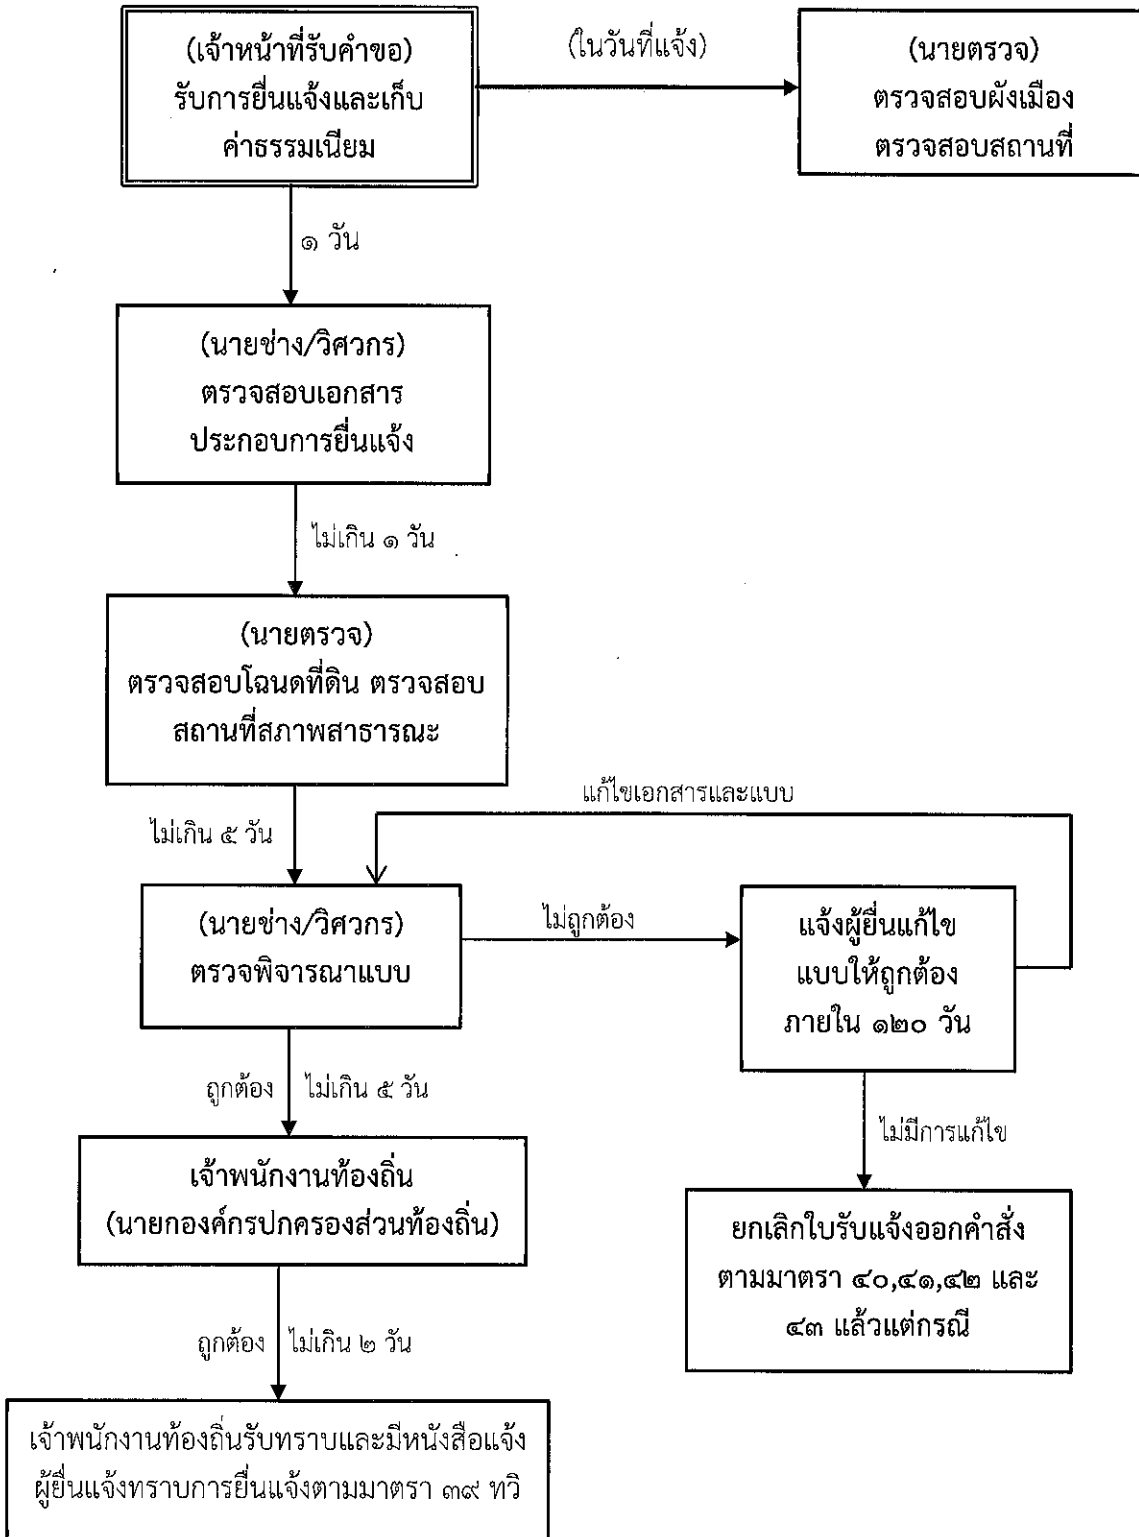 (เจ้าหน้าที่รับคำขอ)
รับการยื่นแจ้งและเก็บ
ค่าธรรมเนียม
(ในวันที่แจ้ง)
(นายตรวจ)
ตรวจสอบผังเมือง
ตรวจสอบสถานที่
๑ วัน
(นายช่าง/วิศวกร)
ตรวจสอบเอกสาร
ประกอบการยื่นแจ้ง
ไม่เกิน ๑ วัน
(นายตรวจ)
ตรวจสอบโฉนดที่ดิน ตรวจสอบ
สถานที่สภาพสาธารณะ
ไม่เกิน ๕ วัน
แก้ไขเอกสารและแบบ
(นายช่าง/วิศวกร)
ตรวจพิจารณาแบบ
ไม่ถูกต้อง
แจ้งผู้ยื่นแก้ไข
แบบให้ถูกต้อง
ภายใน ๑๒๐ วัน
ถูกต้อง ไม่เกิน ๕ วัน
ไม่มีการแก้ไข
เจ้าพนักงานท้องถิ่น
(นายกองค์กรปกครองส่วนท้องถิ่น)
ยกเลิกใบรับแจ้งออกคำสั่ง
ตามมาตรา ๔๐,๔๑,๔๒ และ
๔๓ แล้วแต่กรณี
ถูกต้อง ไม่เกิน ๒ วัน
เจ้าพนักงานท้องถิ่นรับทราบและมีหนังสือแจ้ง
ผู้ยื่นแจ้งทราบการยื่นแจ้งตามมาตรา ๓๙ ทวิ